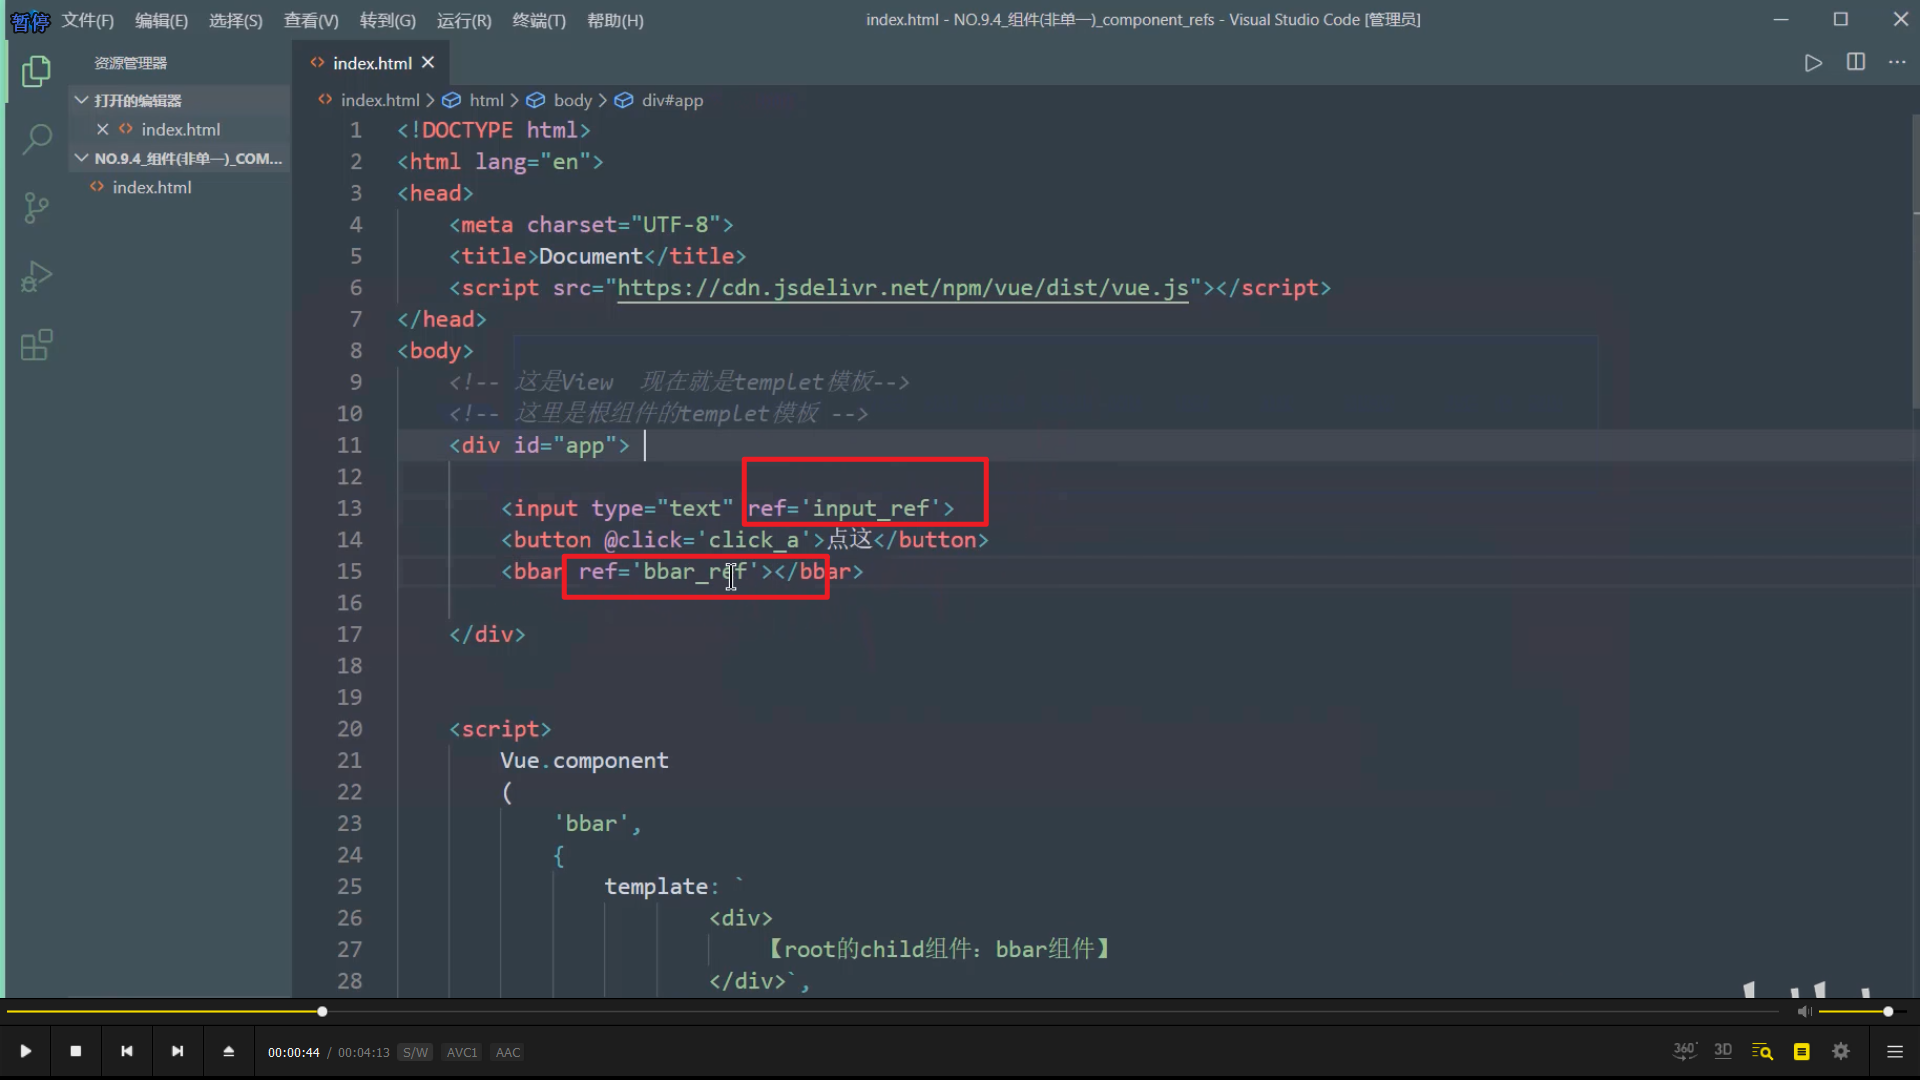 暂停 文件(F) 编辑(E) 选择(S) 查看(V) 转到(G) 运行(R) 终端(T) 帮助(H) index.html - NO.9.4_组件(非单一)_component_refs - Visual Studio Code [管理员]
资源管理器
打开的编辑器
index.html
NO.9.4_组件(非单一)_COM...
index.html
index.html
index.html > html > body > div#app
1 <!DOCTYPE html>
2 <html lang="en">
3 <head>
4 <meta charset="UTF-8">
5 <title>Document</title>
6 <script src="https://cdn.jsdelivr.net/npm/vue/dist/vue.js"></script>
7 </head>
8 <body>
9 <!-- 这是View 现在就是templet模板-->
10 <!-- 这里是根组件的templet模板 -->
11 <div id="app">
12
13 <input type="text" ref='input_ref'>
14 <button @click='click_a'>点这</button>
15 <bbar ref='bbar_ref'></bbar>
16
17 </div>
18
19
20 <script>
21 Vue.component
22 (
23 'bbar',
24 {
25 template: `
26 <div>
27 【root的child组件：bbar组件】
28 </div>`,
00:00:44 / 00:04:13 S/W AVC1 AAC
360° 3D